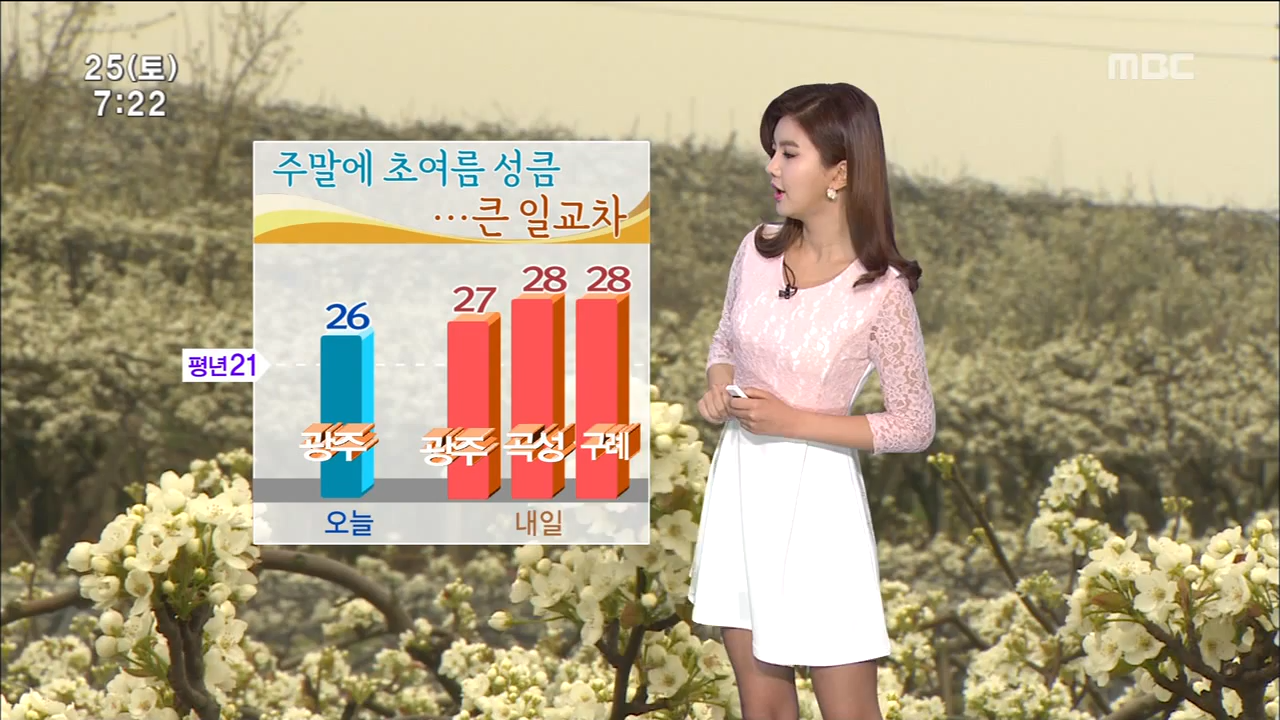 25(토)
7:22
MBC
주말에 초여름 성큼
…큰 일교차
26
27
28
28
평년21
광주
광주
곡성
구례
오늘
내일